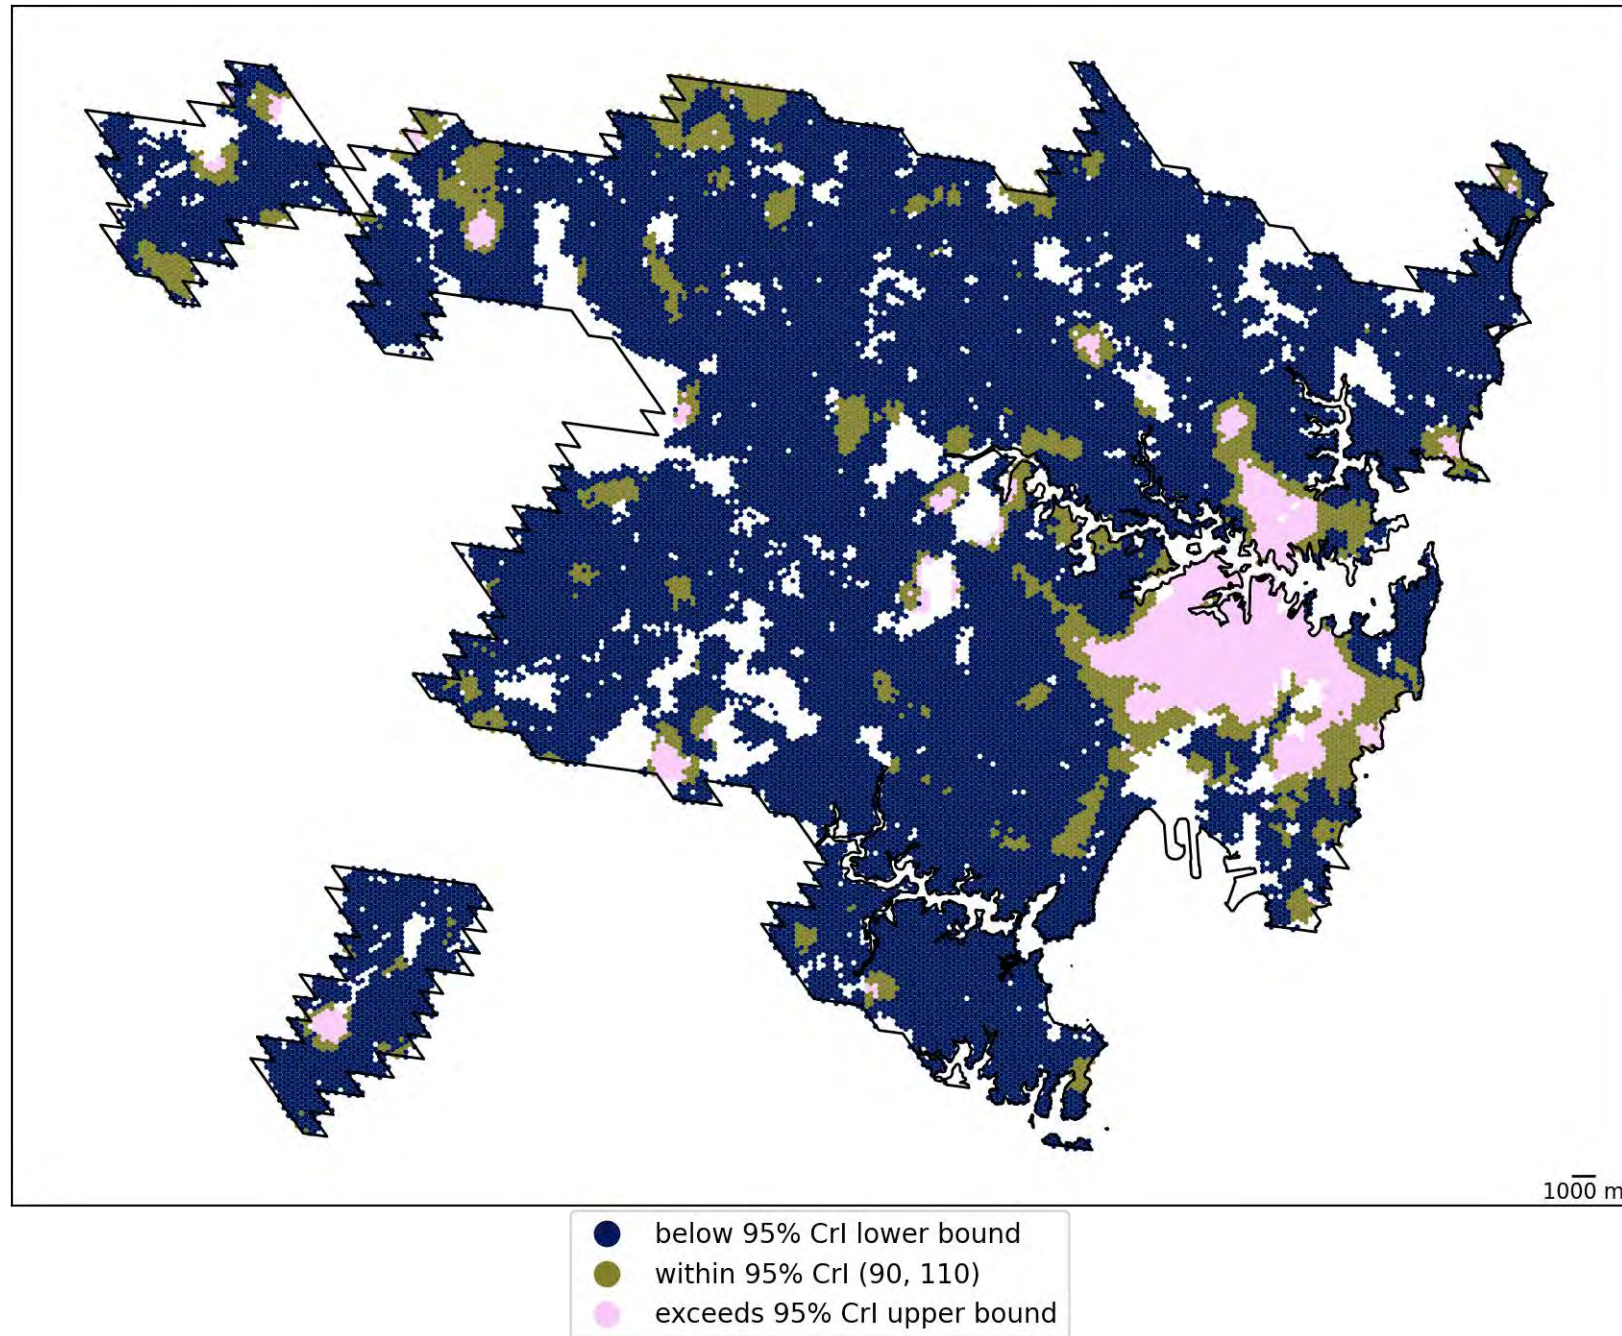 1000 m
below 95% CrI lower bound
within 95% CrI (90, 110)
exceeds 95% CrI upper bound